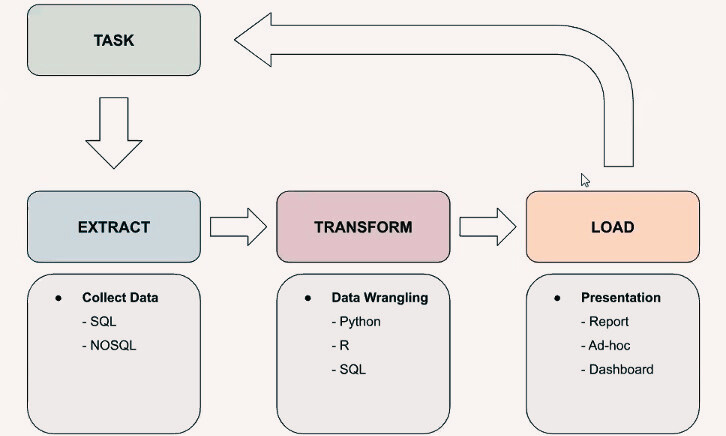 TASK
EXTRACT
TRANSFORM
LOAD
● Collect Data
- SQL
- NOSQL
● Data Wrangling
- Python
- R
- SQL
● Presentation
- Report
- Ad-hoc
- Dashboard